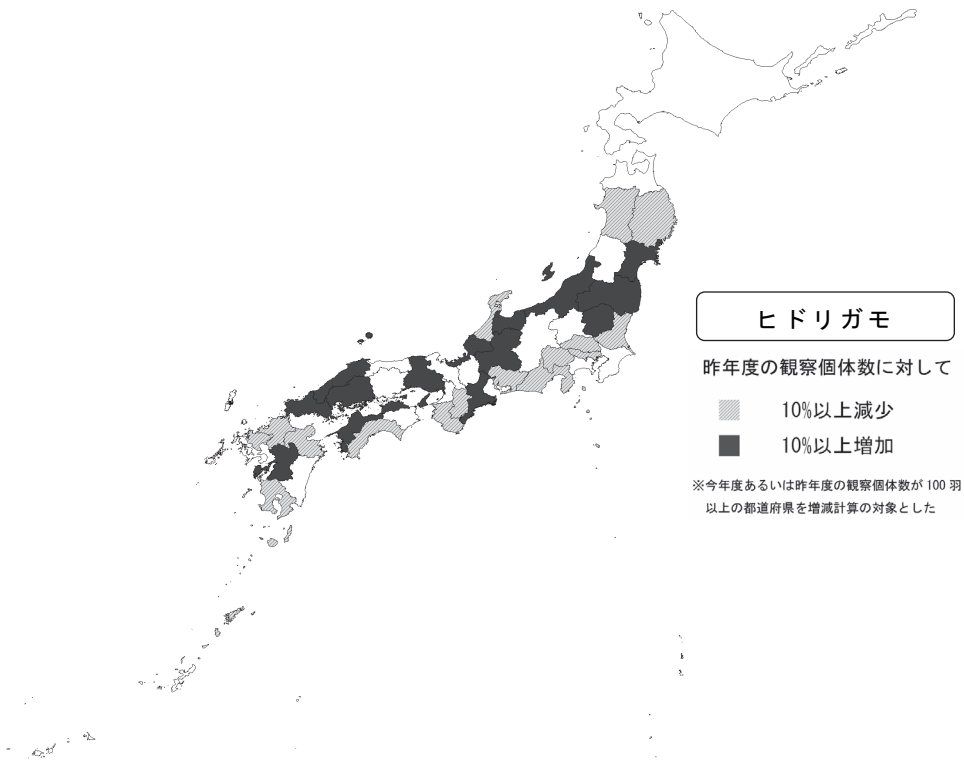 ヒドリガモ
昨年度の観察個体数に対して
10%以上減少
10%以上増加
※今年度あるいは昨年度の観察個体数が100羽
以上の都道府県を増減計算の対象とした